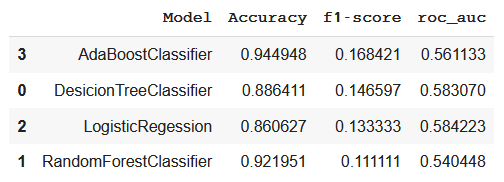 Model Accuracy f1-score roc_auc
3 AdaBoostClassifier 0.944948 0.168421 0.561133
0 DesicionTreeClassifier 0.886411 0.146597 0.583070
2 LogisticRegression 0.860627 0.133333 0.584223
1 RandomForestClassifier 0.921951 0.111111 0.540448